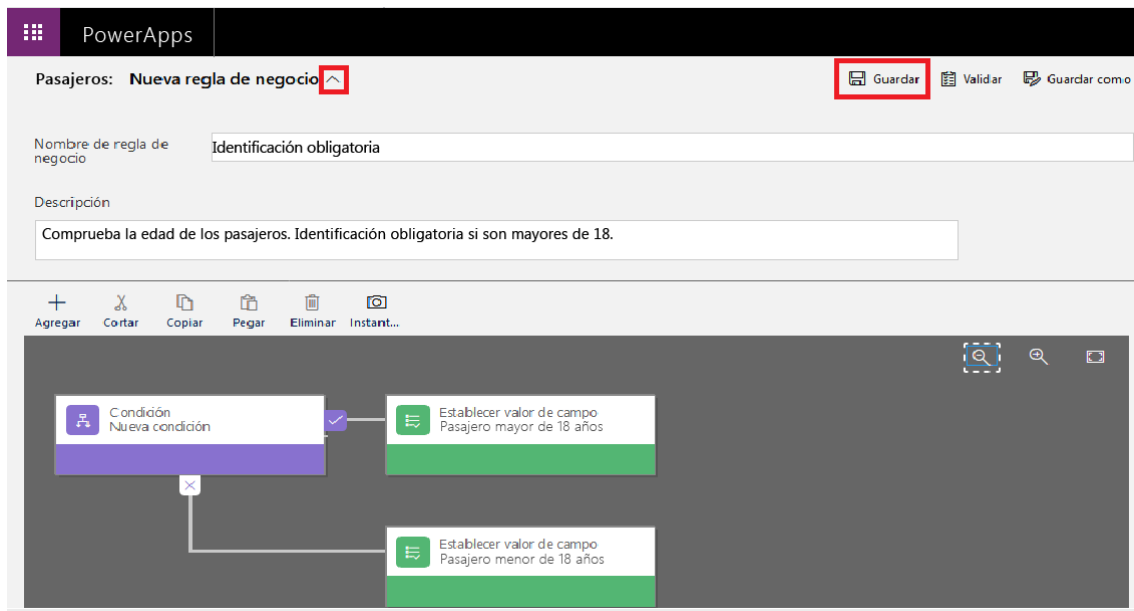 PowerApps
Pasajeros: Nueva regla de negocio
Guardar
Validar
Guardar como
Nombre de regla de
negocio
Identificación obligatoria
Descripción
Comprueba la edad de los pasajeros. Identificación obligatoria si son mayores de 18.
Agregar
Cortar
Copiar
Pegar
Eliminar
Instant...
Condición
Nueva condición
Establecer valor de campo
Pasajero mayor de 18 años
Establecer valor de campo
Pasajero menor de 18 años